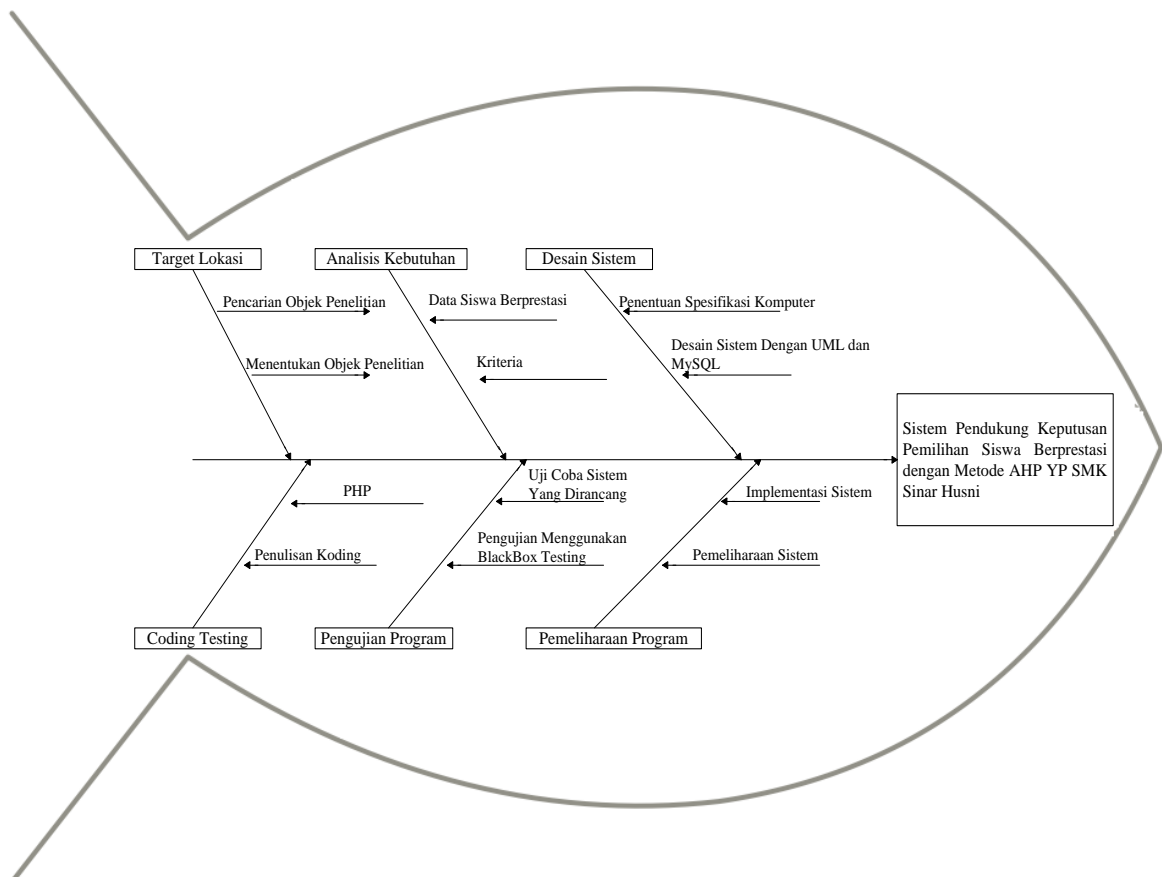 Target Lokasi
Analisis Kebutuhan
Desain Sistem
Pencarian Objek Penelitian
Data Siswa Berprestasi
Penentuan Spesifikasi Komputer
Menentukan Objek Penelitian
Kriteria
Desain Sistem Dengan UML dan
MySQL
Sistem Pendukung Keputusan
Pemilihan Siswa Berprestasi
dengan Metode AHP YP SMK
Sinar Husni
PHP
Uji Coba Sistem
Yang Dirancang
Implementasi Sistem
Penulisan Koding
Pengujian Menggunakan
BlackBox Testing
Pemeliharaan Sistem
Coding Testing
Pengujian Program
Pemeliharaan Program